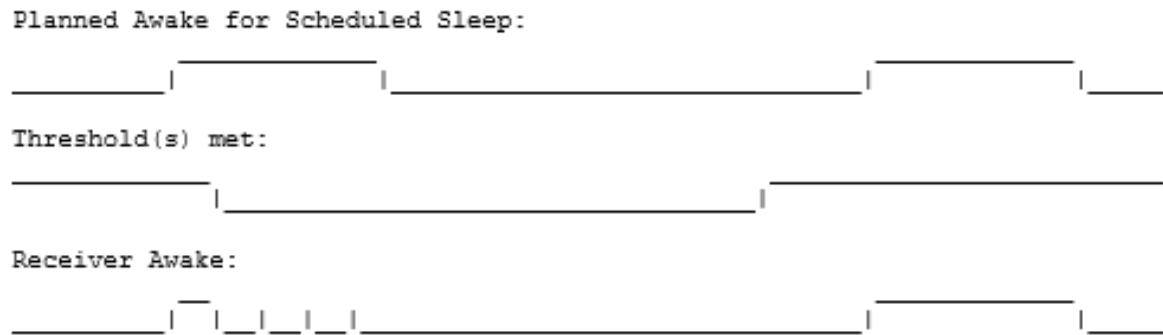 Planned Awake for Scheduled Sleep:
Threshold(s) met:
Receiver Awake: